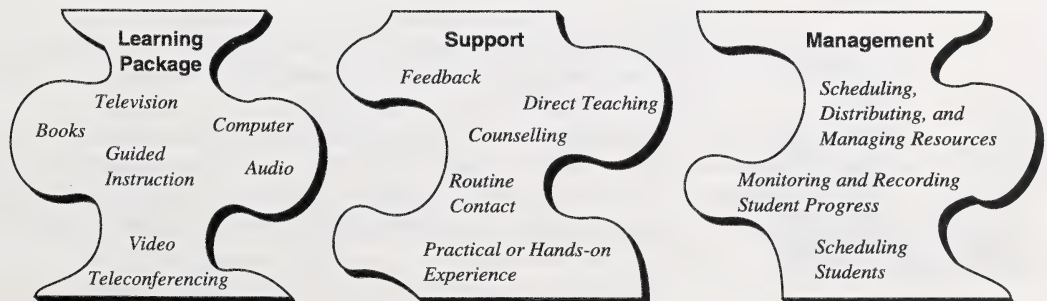 Learning
Package
Television
Books
Computer
Guided
Instruction
Audio
Video
Teleconferencing
Support
Feedback
Direct Teaching
Counselling
Routine
Contact
Practical or Hands-on
Experience
Management
Scheduling,
Distributing, and
Managing Resources
Monitoring and Recording
Student Progress
Scheduling
Students